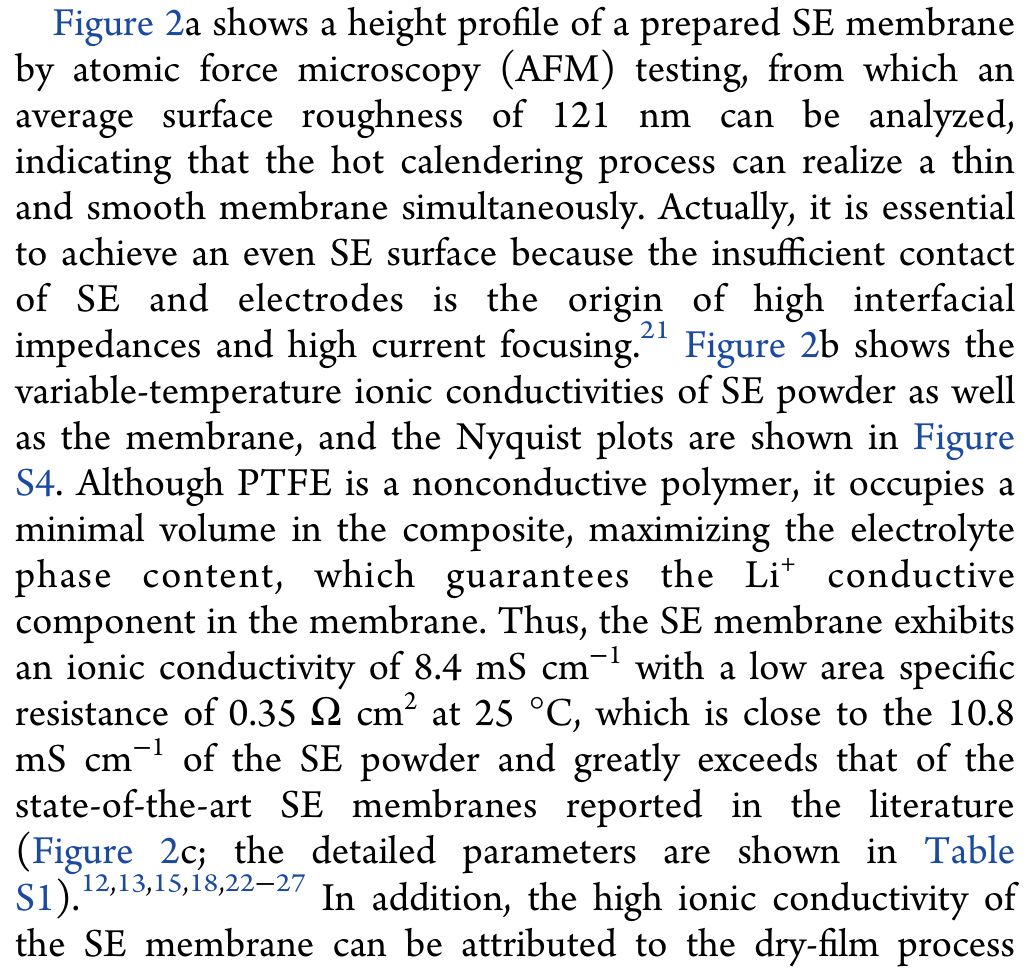 Figure 2a shows a height profile of a prepared SE membrane
by atomic force microscopy (AFM) testing, from which an
average surface roughness of 121 nm can be analyzed,
indicating that the hot calendering process can realize a thin
and smooth membrane simultaneously. Actually, it is essential
to achieve an even SE surface because the insufficient contact
of SE and electrodes is the origin of high interfacial
impedances and high current focusing.²¹ Figure 2b shows the
variable-temperature ionic conductivities of SE powder as well
as the membrane, and the Nyquist plots are shown in Figure
S4. Although PTFE is a nonconductive polymer, it occupies a
minimal volume in the composite, maximizing the electrolyte
phase content, which guarantees the Li⁺ conductive
component in the membrane. Thus, the SE membrane exhibits
an ionic conductivity of 8.4 mS cm⁻¹ with a low area specific
resistance of 0.35 Ω cm² at 25 °C, which is close to the 10.8
mS cm⁻¹ of the SE powder and greatly exceeds that of the
state-of-the-art SE membranes reported in the literature
(Figure 2c; the detailed parameters are shown in Table
S1).¹²,¹³,¹⁵,¹⁸,²²⁻²⁷ In addition, the high ionic conductivity of
the SE membrane can be attributed to the dry-film process